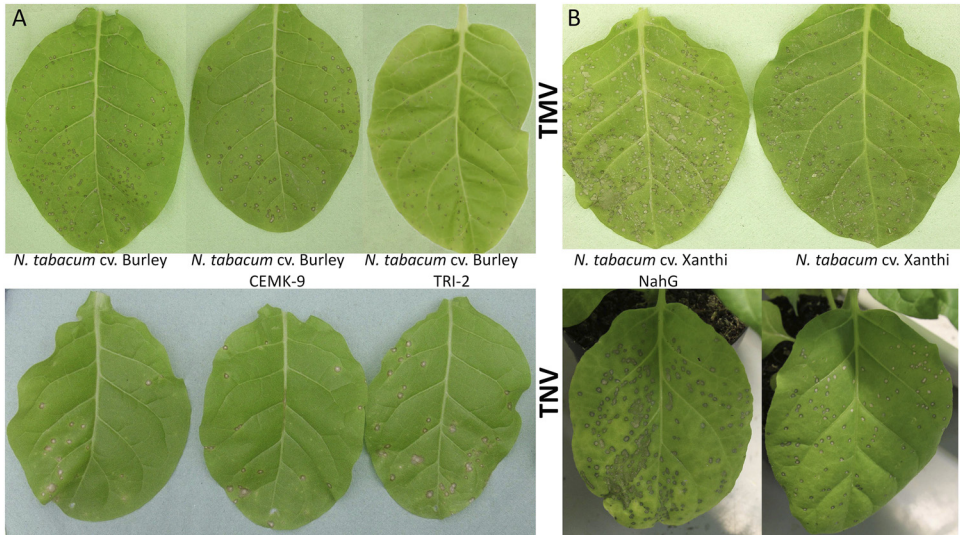 A
B
TMV
N. tabacum cv. Burley
N. tabacum cv. Burley
CEMK-9
N. tabacum cv. Burley
TRI-2
N. tabacum cv. Xanthi
NahG
N. tabacum cv. Xanthi
TNV